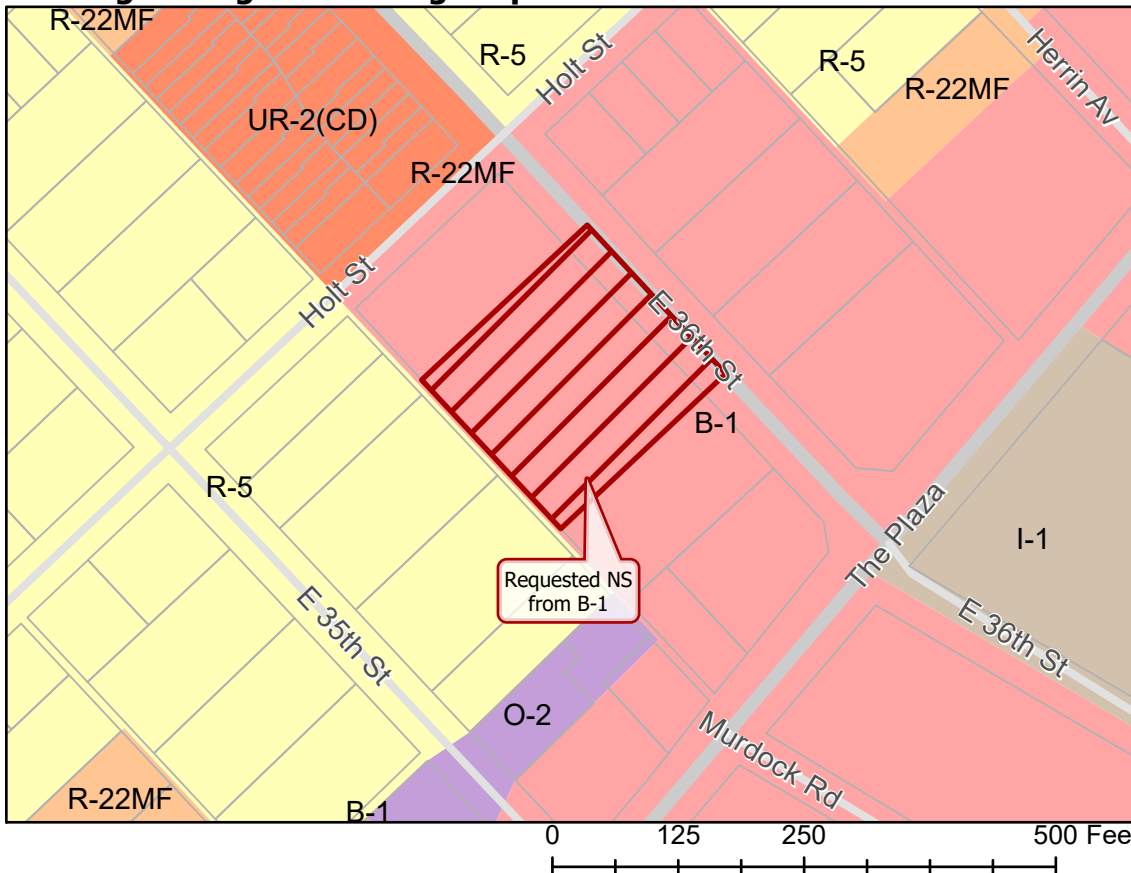 R-22MF
R-5
Holt St
R-5
Herrin Av
R-22MF
UR-2(CD)
R-22MF
Holt St
E 36th St
B-1
R-5
The Plaza
I-1
Requested NS
from B-1
E 35th St
E 36th St
O-2
Murdock Rd
R-22MF
B-1
0 125 250 500 Fee